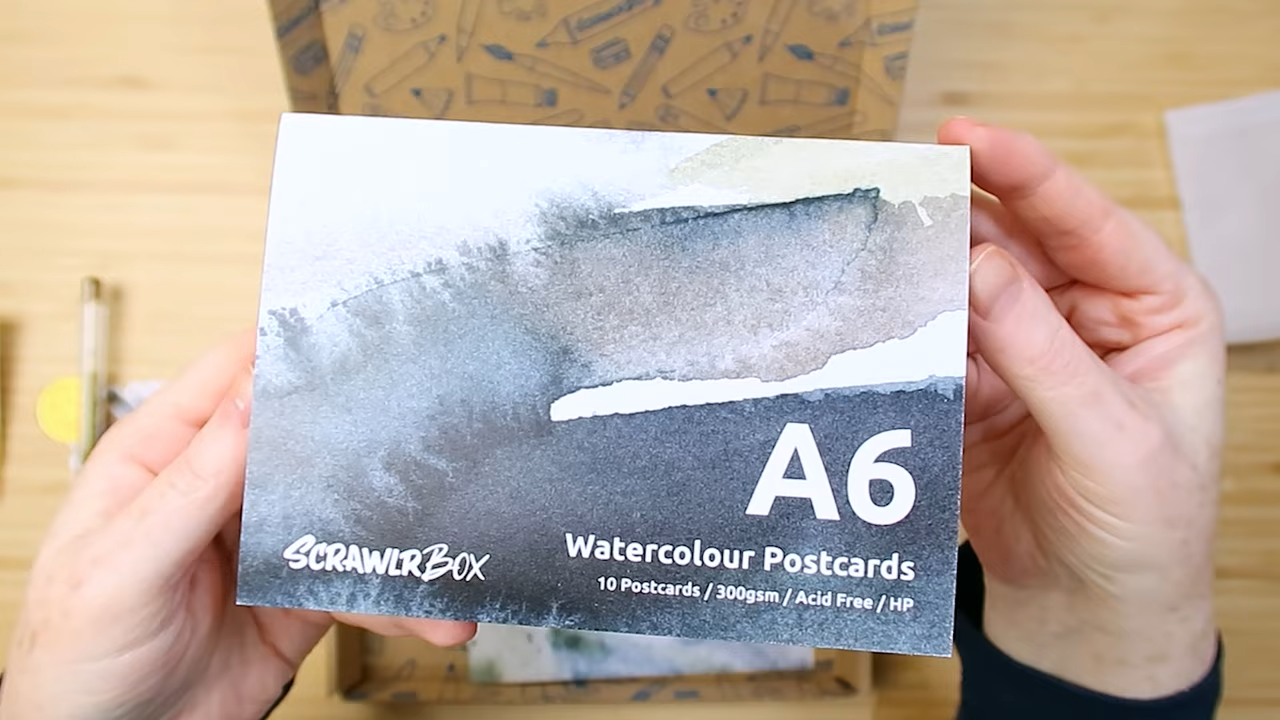 A6
Watercolour Postcards
10 Postcards / 300gsm / Acid Free / HP
SCRAWLRBOX